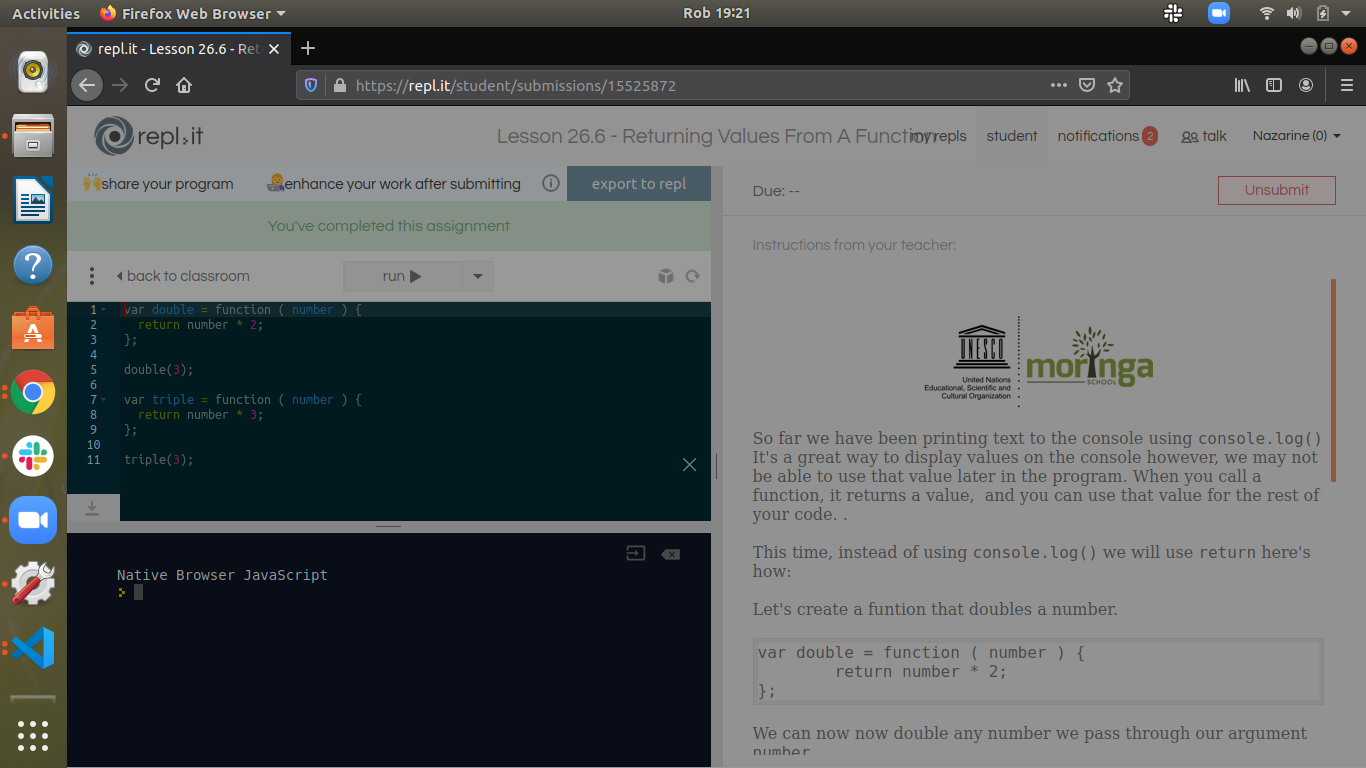 Activities
Firefox Web Browser
Rob 19:21
repl.it - Lesson 26.6 - Ret
https://repl.it/student/submissions/15525872
repl.it
Lesson 26.6 - Returning Values From A Function
my repls
student
notifications 2
talk
Nazarine (0)
🙌share your program
enhance your work after submitting
export to repl
You've completed this assignment
back to classroom
run
1 var double = function ( number ) {
2 return number * 2;
3 };
4
5 double(3);
6
7 var triple = function ( number ) {
8 return number * 3;
9 };
10
11 triple(3);
Native Browser JavaScript
Due: --
Unsubmit
Instructions from your teacher:
UNESCO
United Nations
Educational, Scientific and
Cultural Organization
moringa
SCHOOL
So far we have been printing text to the console using console.log()
It's a great way to display values on the console however, we may not
be able to use that value later in the program. When you call a
function, it returns a value,  and you can use that value for the rest of
your code. .
This time, instead of using console.log() we will use return here's
how:
Let's create a funtion that doubles a number.
var double = function ( number ) {
return number * 2;
};
We can now now double any number we pass through our argument
number